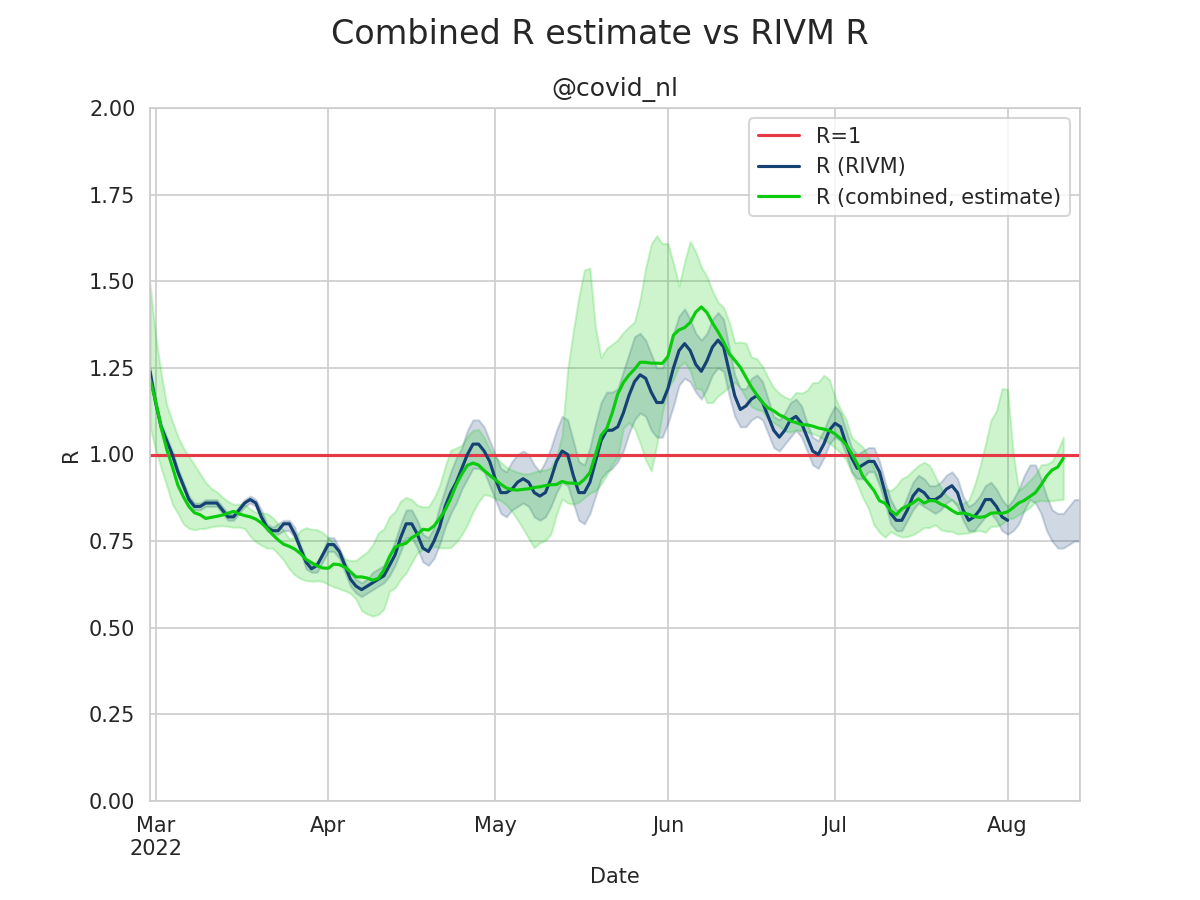 Combined R estimate vs RIVM R
@covid_nl
R=1
R (RIVM)
R (combined, estimate)
R
2.00
1.75
1.50
1.25
1.00
0.75
0.50
0.25
0.00
Mar Apr May Jun Jul Aug
2022
Date